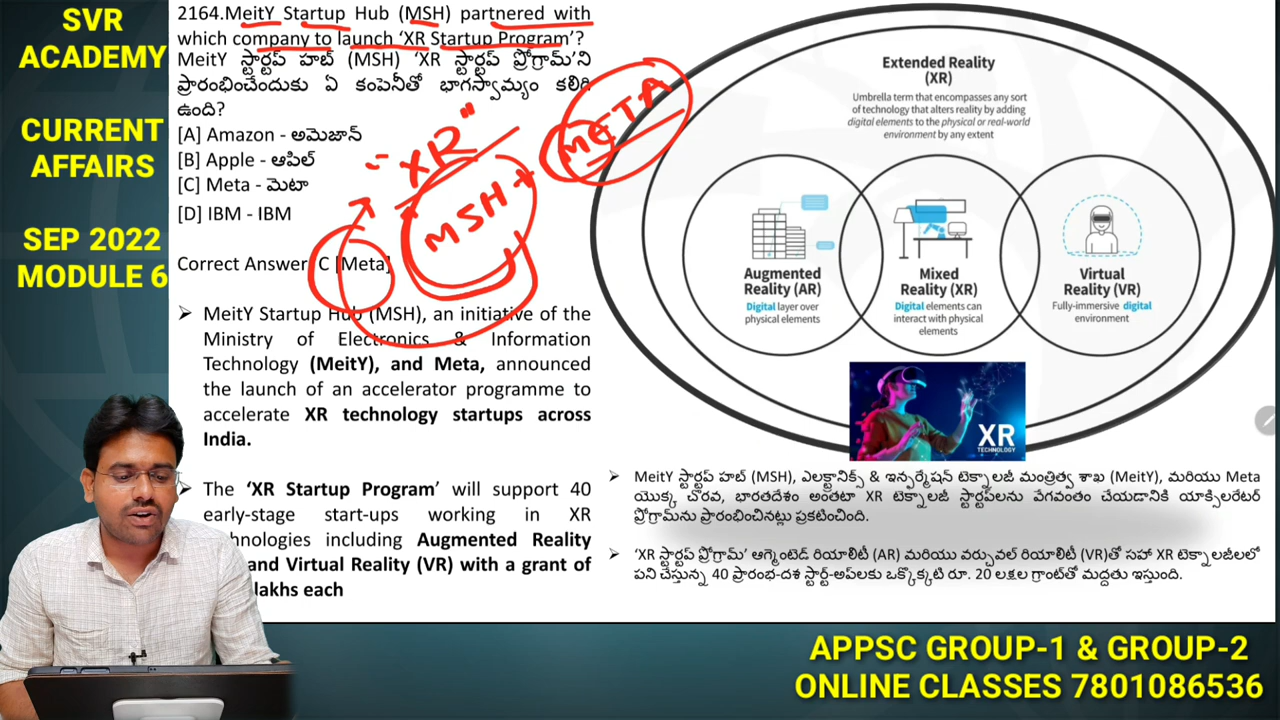 SVR
ACADEMY
CURRENT
AFFAIRS
SEP 2022
MODULE 6
2164.MeitY Startup Hub (MSH) partnered with
which company to launch ‘XR Startup Program’?
MeitY స్టార్టప్ హబ్ (MSH) ‘XR స్టార్టప్ ప్రోగ్రామ్’ని
ప్రారంభించేందుకు ఏ కంపెనీతో భాగస్వామ్యం కలిగి
ఉంది?
[A] Amazon - అమెజాన్
[B] Apple - ఆపిల్
[C] Meta - మెటా
[D] IBM - IBM
Correct Answer: C [Meta]
"XR"
MSH + META
➢ MeitY Startup Hub (MSH), an initiative of the
Ministry of Electronics & Information
Technology (MeitY), and Meta, announced
the launch of an accelerator programme to
accelerate XR technology startups across
India.
➢ The ‘XR Startup Program’ will support 40
early-stage start-ups working in XR
technologies including Augmented Reality
and Virtual Reality (VR) with a grant of
lakhs each
Extended Reality
(XR)
Umbrella term that encompasses any sort
of technology that alters reality by adding
digital elements to the physical or real-world
environment by any extent
Augmented
Reality (AR)
Digital layer over
physical elements
Mixed
Reality (XR)
Digital elements can
interact with physical
elements
Virtual
Reality (VR)
Fully-immersive digital
environment
XR
TECHNOLOGY
➢ MeitY స్టార్టప్ హబ్ (MSH), ఎలక్ట్రానిక్స్ & ఇన్ఫర్మేషన్ టెక్నాలజీ మంత్రిత్వ శాఖ (MeitY), మరియు Meta
యొక్క చొరవ, భారతదేశం అంతటా XR టెక్నాలజీ స్టార్టప్‌లను వేగవంతం చేయడానికి యాక్సిలరేటర్
ప్రోగ్రామ్‌ను ప్రారంభించినట్లు ప్రకటించింది.
➢ ‘XR స్టార్టప్ ప్రోగ్రామ్’ ఆగ్మెంటెడ్ రియాలిటీ (AR) మరియు వర్చువల్ రియాలిటీ (VR)తో సహా XR టెక్నాలజీలలో
పని చేస్తున్న 40 ప్రారంభ-దశ స్టార్ట్-అప్‌లకు ఒక్కొక్కటి రూ. 20 లక్షల గ్రాంట్‌తో మద్దతు ఇస్తుంది.
APPSC GROUP-1 & GROUP-2
ONLINE CLASSES 7801086536